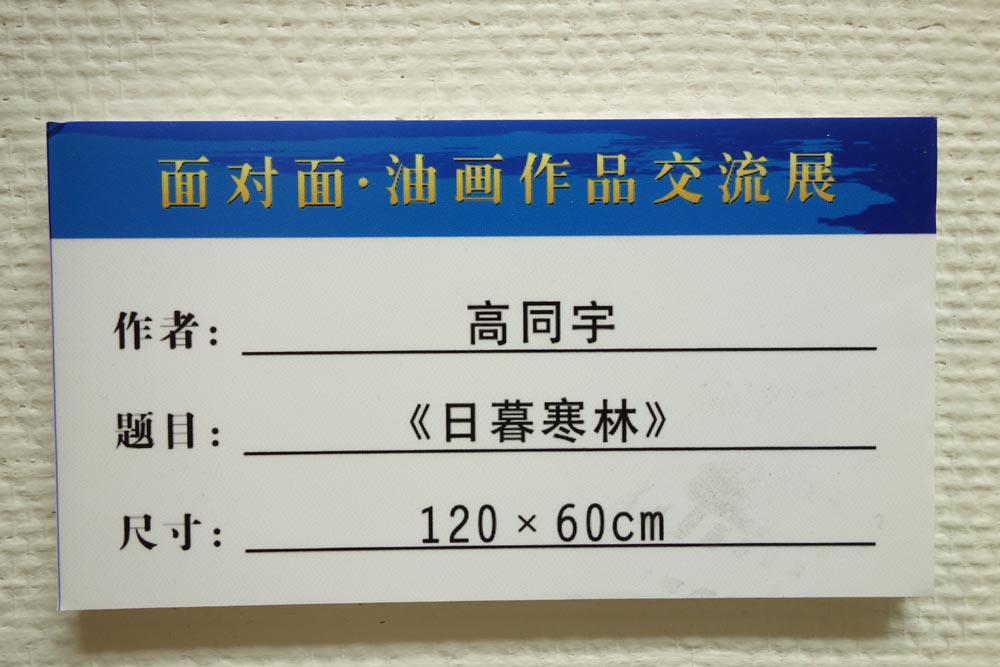 面对面·油画作品交流展
作者： 高同宇
题目： 《日暮寒林》
尺寸： 120×60cm